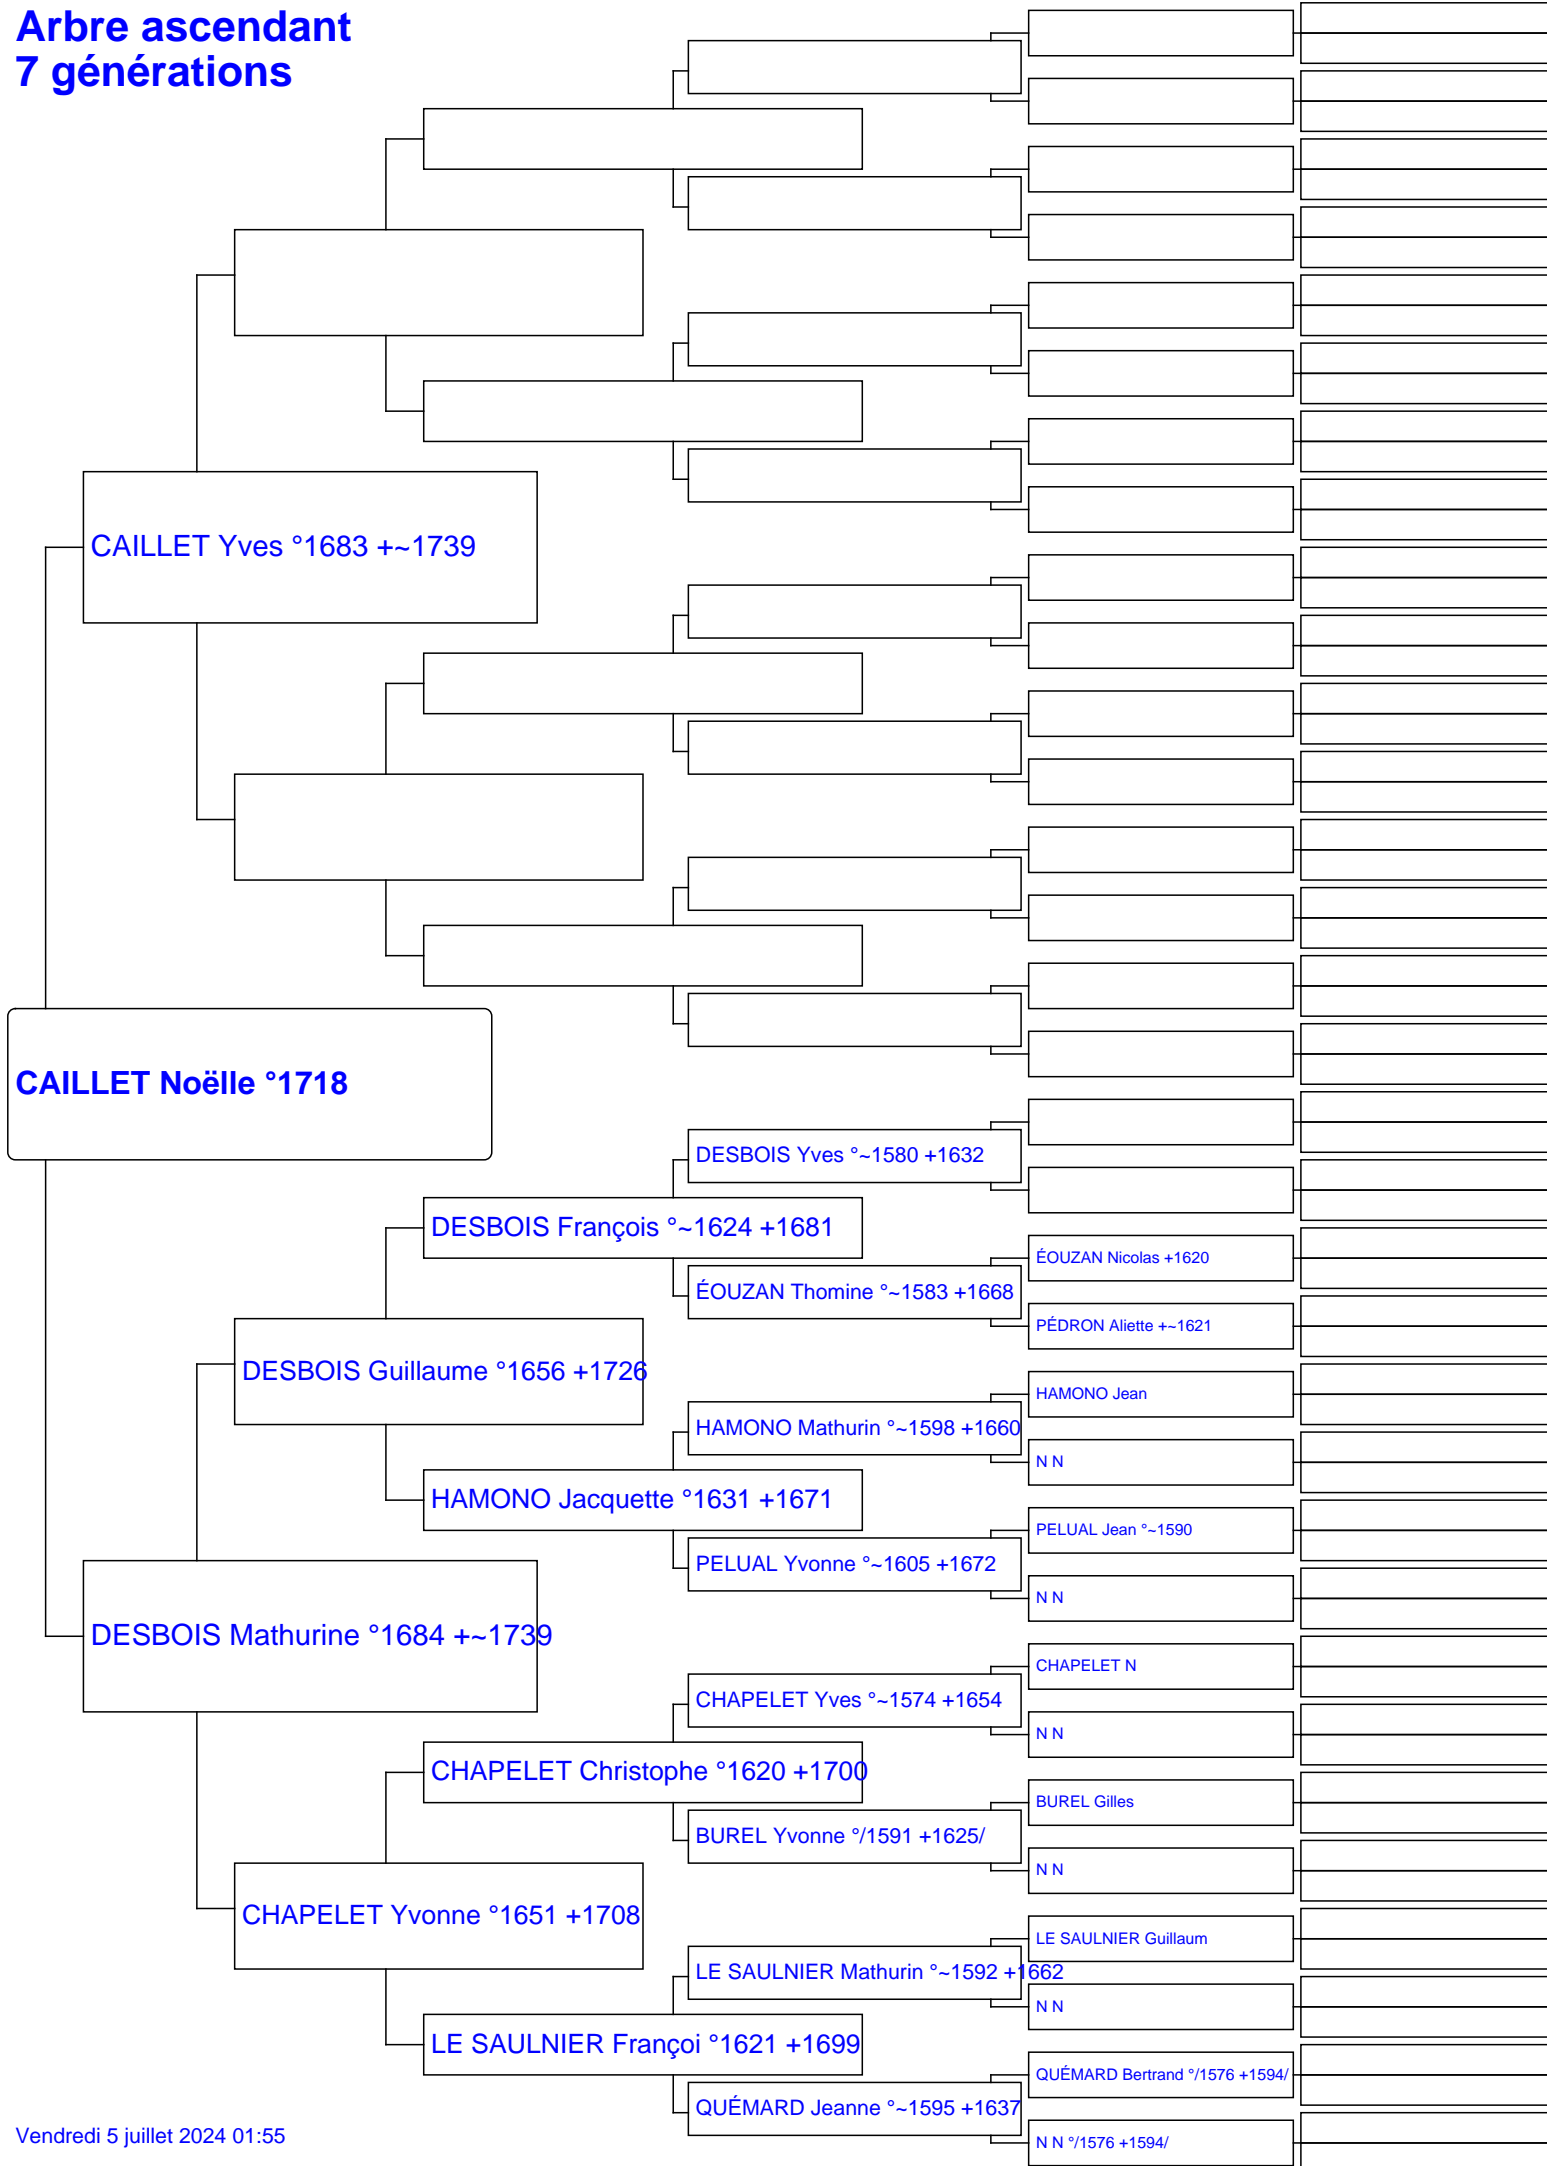 Arbre ascendant
7 générations
CAILLET Yves °1683 +~1739
CAILLET Noëlle °1718
DESBOIS Yves °~1580 +1632
DESBOIS François °~1624 +1681
ÉOUZAN Nicolas +1620
ÉOUZAN Thomine °~1583 +1668
PÉDRON Aliette +~1621
DESBOIS Guillaume °1656 +1726
HAMONO Jean
HAMONO Mathurin °~1598 +1660
N N
HAMONO Jacquette °1631 +1671
PELUAL Jean °~1590
PELUAL Yvonne °~1605 +1672
N N
DESBOIS Mathurine °1684 +~1739
CHAPELET N
CHAPELET Yves °~1574 +1654
N N
CHAPELET Christophe °1620 +1700
BUREL Gilles
BUREL Yvonne °/1591 +1625/
N N
CHAPELET Yvonne °1651 +1708
LE SAULNIER Guillaum
LE SAULNIER Mathurin °~1592 +1662
N N
LE SAULNIER Françoi °1621 +1699
QUÉMARD Bertrand °/1576 +1594/
QUÉMARD Jeanne °~1595 +1637
N N °/1576 +1594/
Vendredi 5 juillet 2024 01:55